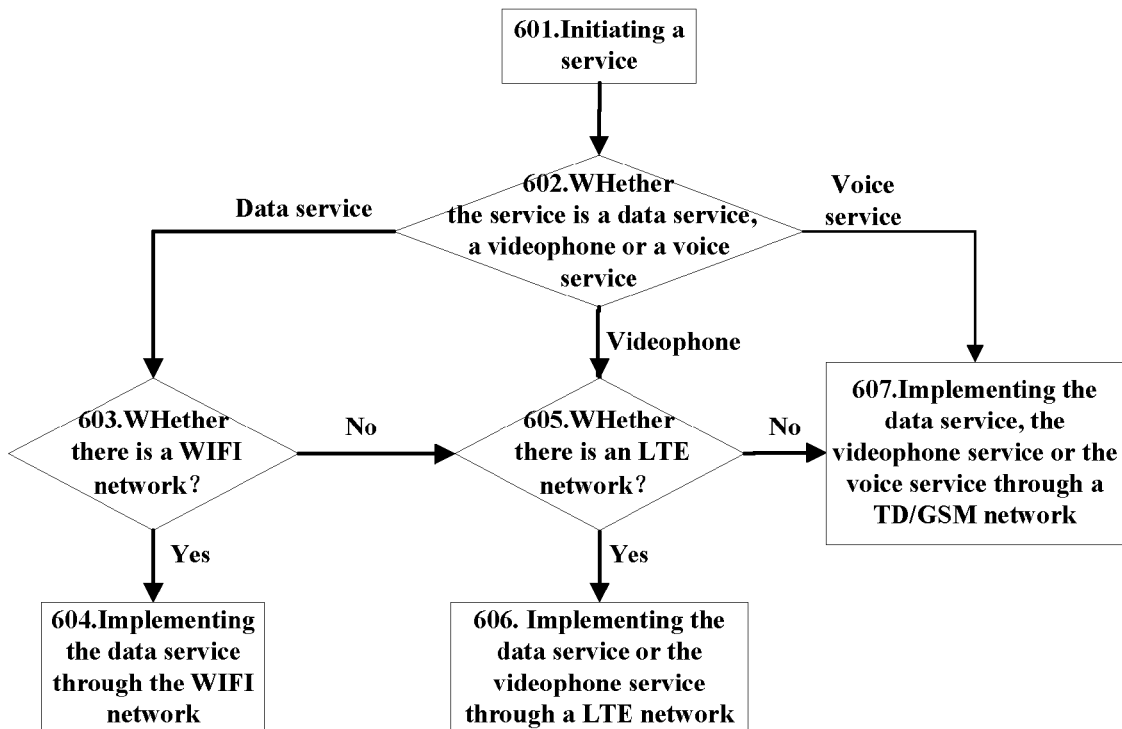 601.Initiating a
service
602.WHether
the service is a data service,
a videophone or a voice
service
Data service
Voice
service
Videophone
603.WHether
there is a WIFI
network?
No
605.WHether
there is an LTE
network?
No
607.Implementing the
data service, the
videophone service or the
voice service through a
TD/GSM network
Yes
Yes
604.Implementing
the data service
through the WIFI
network
606. Implementing the
data service or the
videophone service
through a LTE network